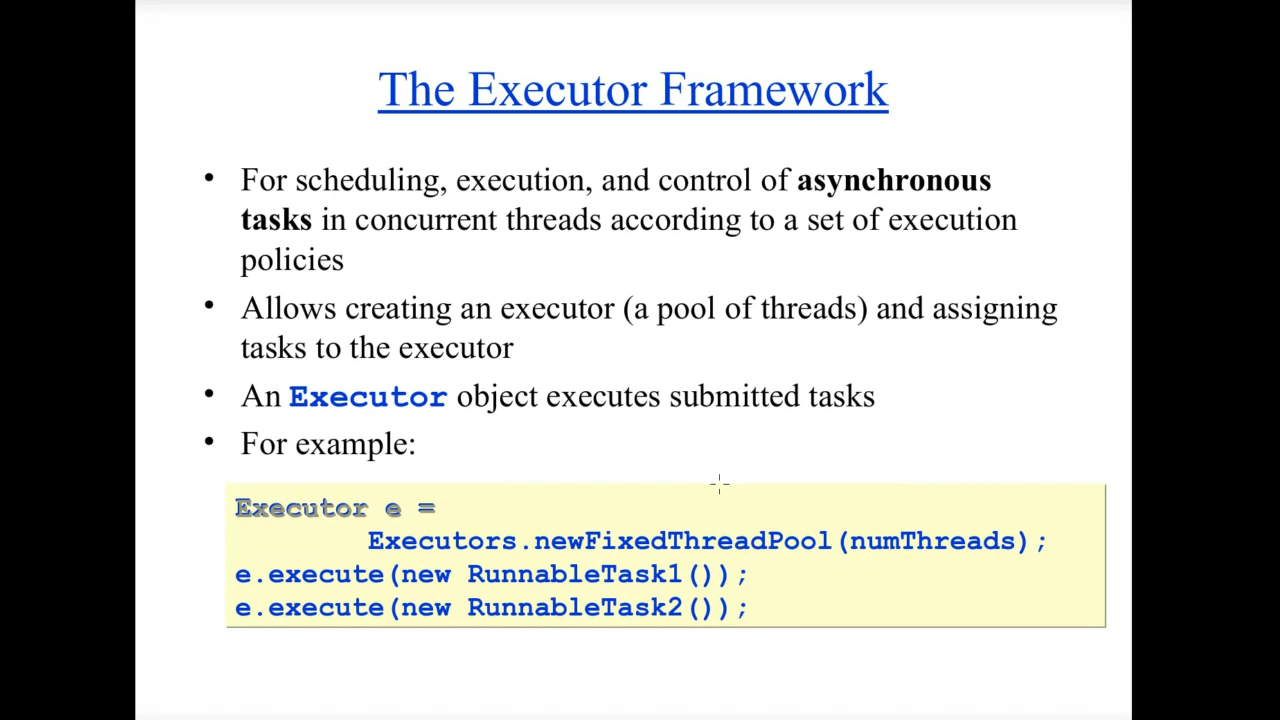 The Executor Framework
• For scheduling, execution, and control of asynchronous
tasks in concurrent threads according to a set of execution
policies
• Allows creating an executor (a pool of threads) and assigning
tasks to the executor
• An Executor object executes submitted tasks
• For example:
Executor e =
Executors.newFixedThreadPool(numThreads);
e.execute(new RunnableTask1());
e.execute(new RunnableTask2());